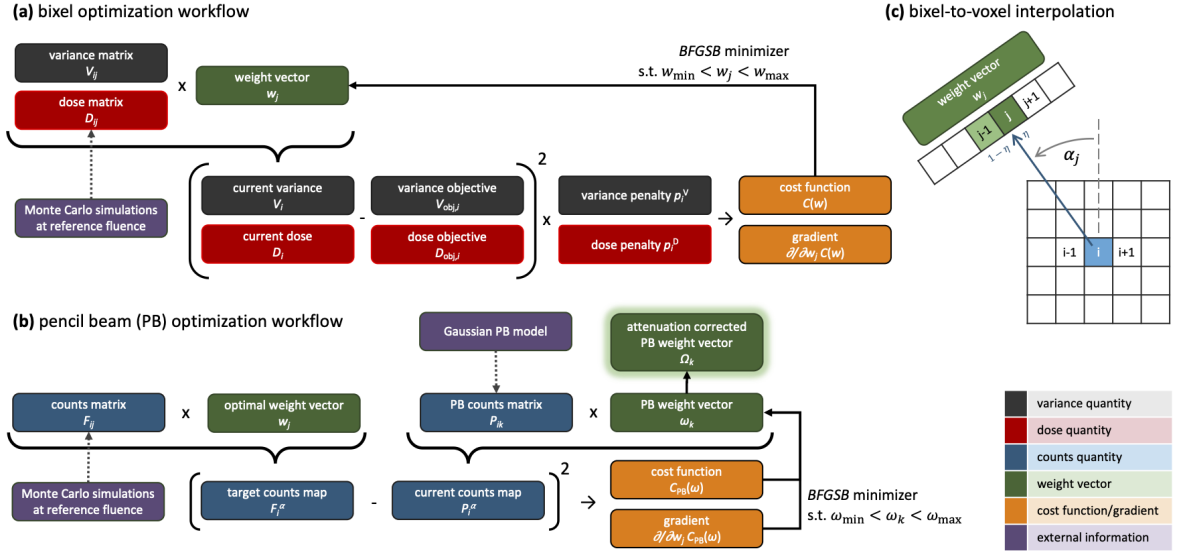 (a) bixel optimization workflow
variance matrix
V_ij
dose matrix
D_ij
x
weight vector
w_j
BFGSB minimizer
s.t. w_min < w_j < w_max
Monte Carlo simulations
at reference fluence
current variance
V_i
current dose
D_i
-
variance objective
V_obj,i
dose objective
D_obj,i
2
x
variance penalty p_i^V
dose penalty p_i^D
cost function
C(w)
gradient
∂/∂w_j C(w)
(b) pencil beam (PB) optimization workflow
Gaussian PB model
attenuation corrected
PB weight vector
Ω_k
counts matrix
F_ij
x
optimal weight vector
w_j
PB counts matrix
P_ik
x
PB weight vector
ω_k
Monte Carlo simulations
at reference fluence
target counts map
F_i^α
-
current counts map
P_i^α
2
cost function
C_PB(ω)
gradient
∂/∂w_j C_PB(ω)
BFGSB minimizer
s.t. ω_min < ω_k < ω_max
(c) bixel-to-voxel interpolation
weight vector
w_j
j-1
j
j+1
1 − η
η
α_j
i-1
i
i+1
variance quantity
dose quantity
counts quantity
weight vector
cost function/gradient
external information